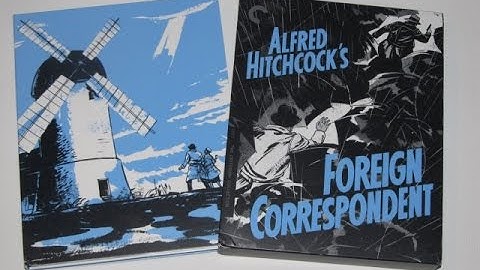 ALFRED
HITCHCOCK'S
FOREIGN
CORRESPONDENT